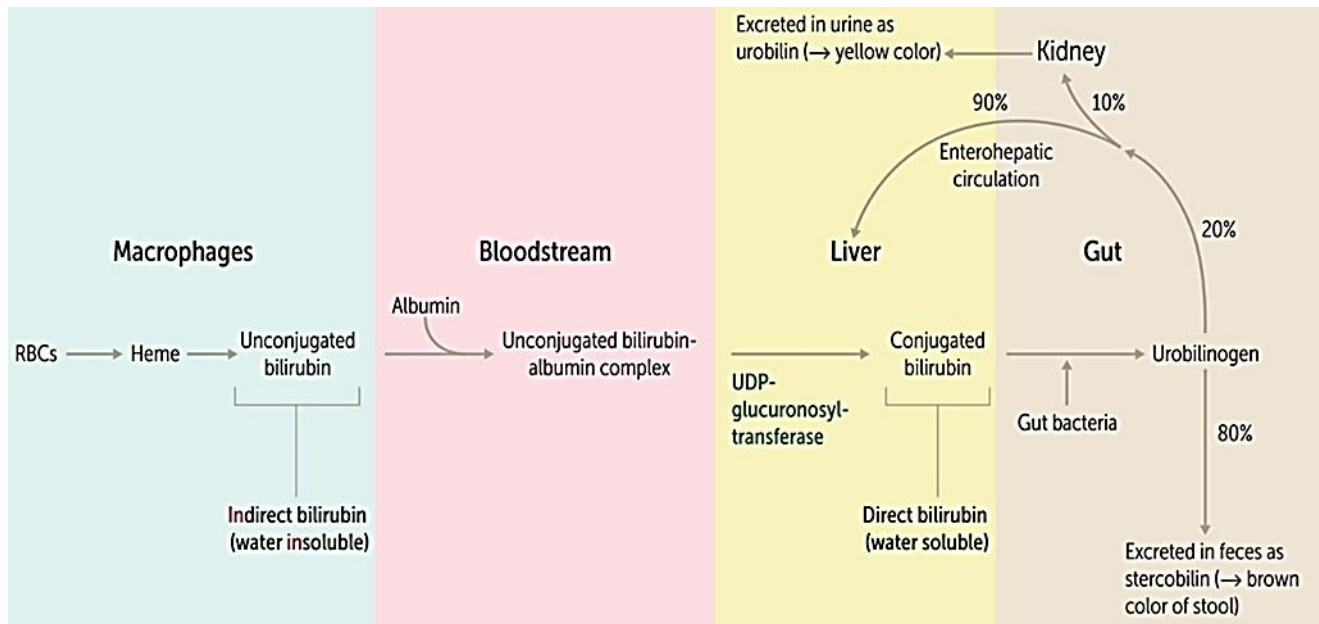 Excreted in urine as
urobilin (→ yellow color)
Kidney
90%
10%
Enterohepatic
circulation
20%
Macrophages
Bloodstream
Liver
Gut
Albumin
RBCs
Heme
Unconjugated
bilirubin
Unconjugated bilirubin-
albumin complex
Conjugated
bilirubin
Urobilinogen
UDP-
glucuronosyl-
transferase
Gut bacteria
80%
Indirect bilirubin
(water insoluble)
Direct bilirubin
(water soluble)
Excreted in feces as
stercobilin (→ brown
color of stool)